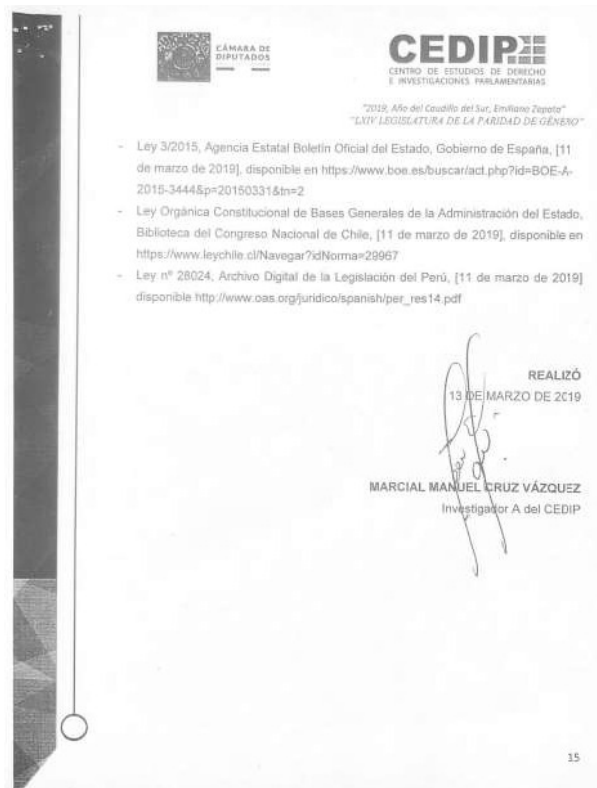 CÁMARA DE
DIPUTADOS
CEDIP
CENTRO DE ESTUDIOS DE DERECHO
E INVESTIGACIONES PARLAMENTARIAS
"2019, Año del Caudillo del Sur, Emiliano Zapata"
"LXIV LEGISLATURA DE LA PARIDAD DE GÉNERO"
- Ley 3/2015, Agencia Estatal Boletín Oficial del Estado, Gobierno de España, [11
de marzo de 2019], disponible en https://www.boe.es/buscar/act.php?id=BOE-A-
2015-3444&p=20150331&tn=2
- Ley Orgánica Constitucional de Bases Generales de la Administración del Estado,
Biblioteca del Congreso Nacional de Chile, [11 de marzo de 2019], disponible en
https://www.leychile.cl/Navegar?idNorma=29967
- Ley nº 28024, Archivo Digital de la Legislación del Perú, [11 de marzo de 2019]
disponible http://www.oas.org/juridico/spanish/per_res14.pdf
REALIZÓ
13 DE MARZO DE 2019
MARCIAL MANUEL CRUZ VÁZQUEZ
Investigador A del CEDIP
15